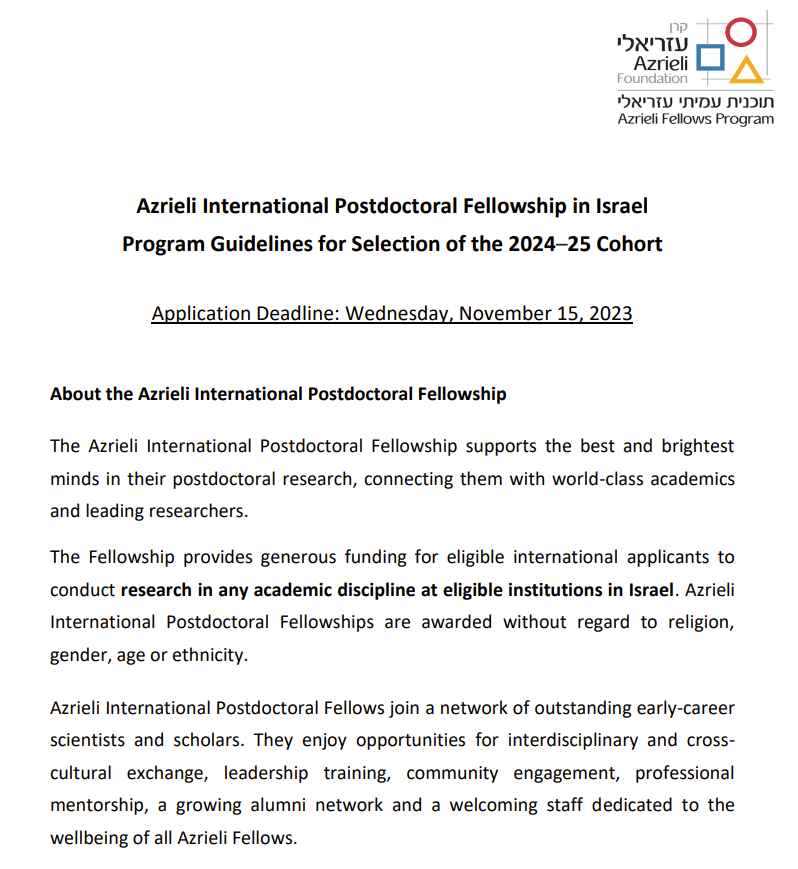 קרן
עזריאלי
Azrieli
Foundation
תוכנית עמיתי עזריאלי
Azrieli Fellows Program
Azrieli International Postdoctoral Fellowship in Israel
Program Guidelines for Selection of the 2024–25 Cohort
Application Deadline: Wednesday, November 15, 2023
About the Azrieli International Postdoctoral Fellowship
The Azrieli International Postdoctoral Fellowship supports the best and brightest
minds in their postdoctoral research, connecting them with world-class academics
and leading researchers.
The Fellowship provides generous funding for eligible international applicants to
conduct research in any academic discipline at eligible institutions in Israel. Azrieli
International Postdoctoral Fellowships are awarded without regard to religion,
gender, age or ethnicity.
Azrieli International Postdoctoral Fellows join a network of outstanding early-career
scientists and scholars. They enjoy opportunities for interdisciplinary and cross-
cultural exchange, leadership training, community engagement, professional
mentorship, a growing alumni network and a welcoming staff dedicated to the
wellbeing of all Azrieli Fellows.